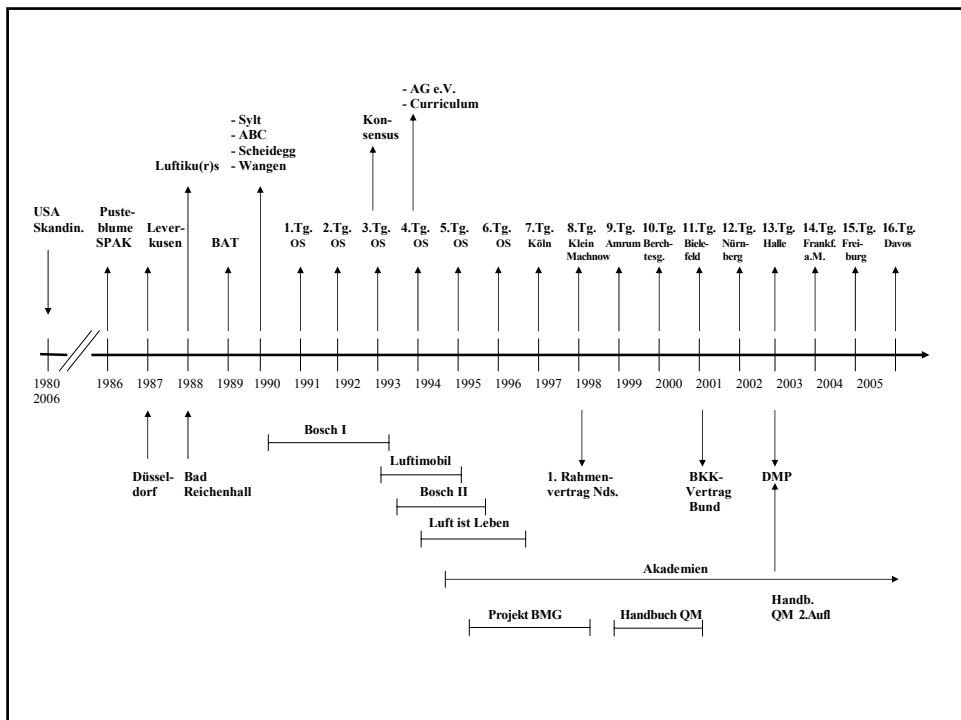 - AG e.V.
- Curriculum
- Sylt
- ABC
- Scheidegg
- Wangen
Kon-
sensus
Luftiku(r)s
USA
Skandin.
Puste-
blume
SPAK
Lever-
kusen
BAT
1.Tg.
OS
2.Tg.
OS
3.Tg.
OS
4.Tg.
OS
5.Tg.
OS
6.Tg.
OS
7.Tg.
Köln
8.Tg.
Klein
Machnow
9.Tg.
Amrum
10.Tg.
Berch-
tesg.
11.Tg.
Biele-
feld
12.Tg.
Nürn-
berg
13.Tg.
Halle
14.Tg.
Frankf.
a.M.
15.Tg.
Frei-
burg
16.Tg.
Davos
1980 1986 1987 1988 1989 1990 1991 1992 1993 1994 1995 1996 1997 1998 1999 2000 2001 2002 2003 2004 2005
2006
Bosch I
Düssel-
dorf
Bad
Reichenhall
Luftimobil
Bosch II
Luft ist Leben
1. Rahmen-
vertrag Nds.
BKK-
Vertrag
Bund
DMP
Akademien
Projekt BMG
Handbuch QM
Handb.
QM 2.Aufl